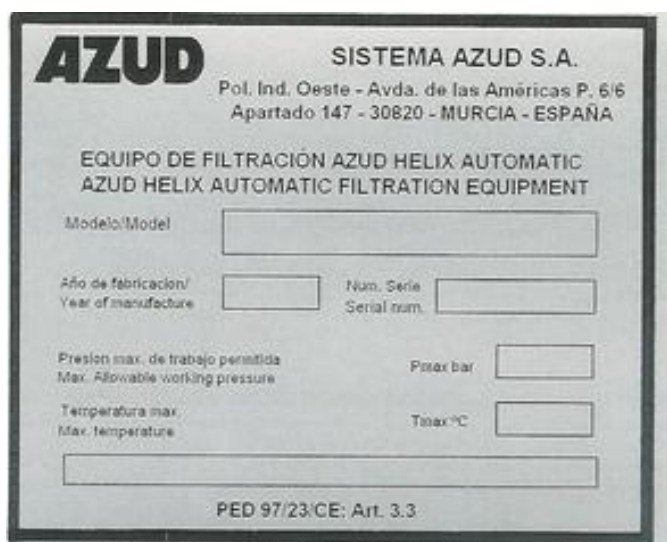 AZUD
SISTEMA AZUD S.A.
Pol. Ind. Oeste - Avda. de las Américas P. 6/6
Apartado 147 - 30820 - MURCIA - ESPAÑA
EQUIPO DE FILTRACIÓN AZUD HELIX AUTOMATIC
AZUD HELIX AUTOMATIC FILTRATION EQUIPMENT
Modelo/Model
Año de fabricacion/
Year of manufacture
Num. Serie
Serial num.
Presion max. de trabajo permitida
Max. Allowable working pressure
Pmax bar
Temperatura max.
Max. temperature
Tmax ºC
PED 97/23/CE: Art. 3.3